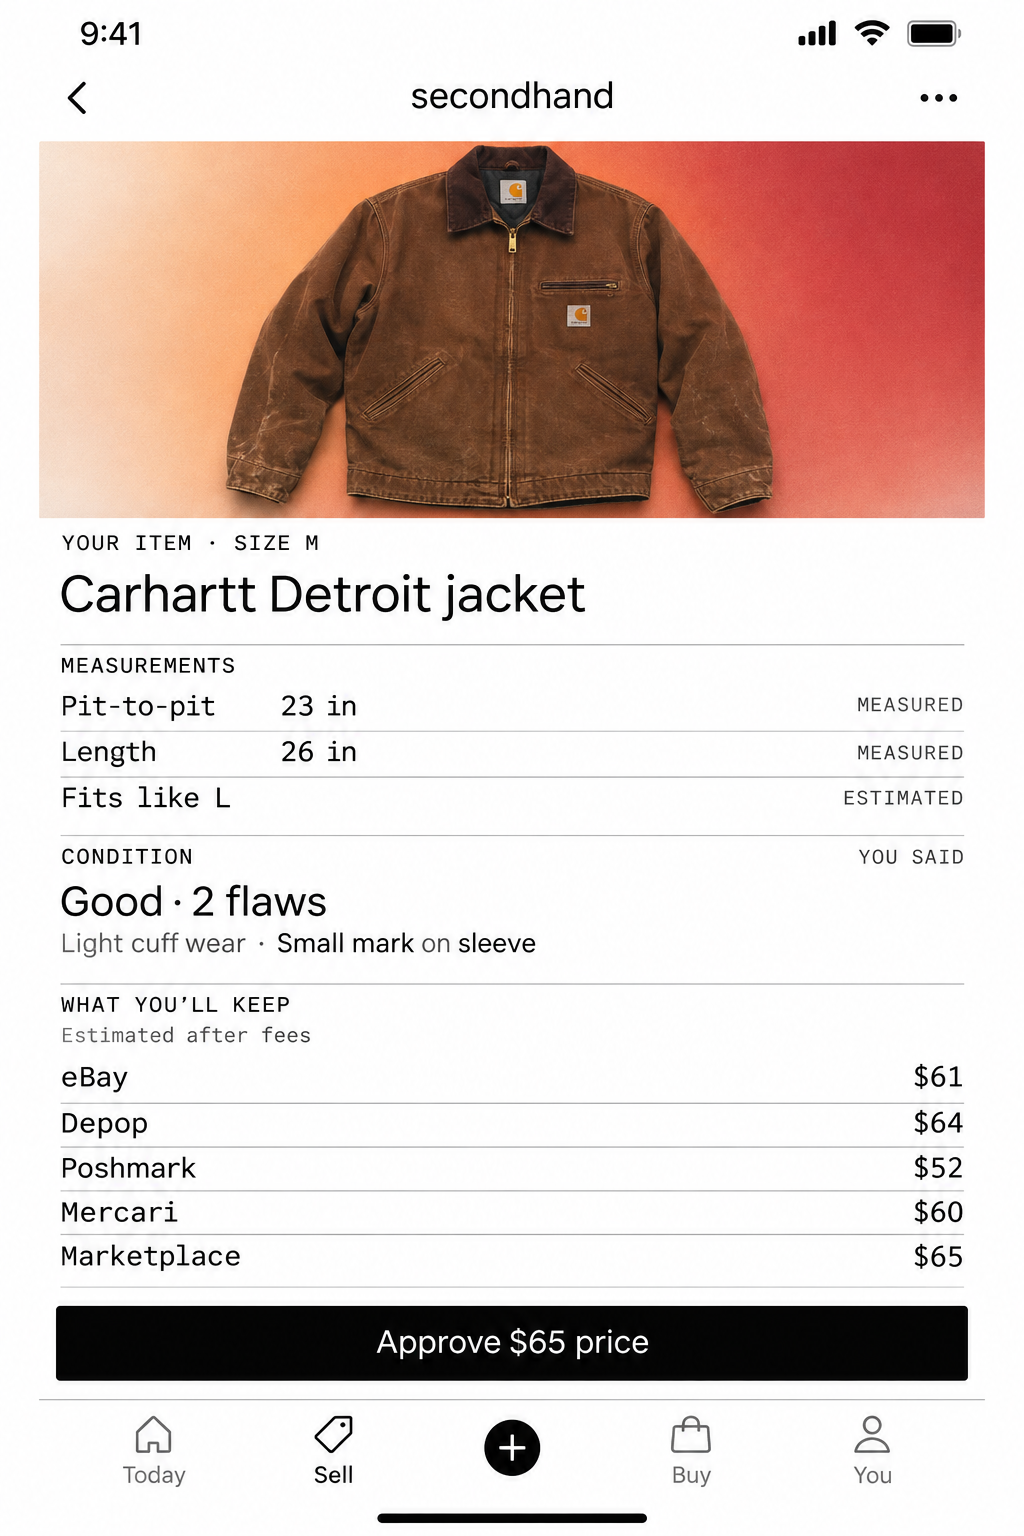 9:41
secondhand
YOUR ITEM · SIZE M
Carhartt Detroit jacket
MEASUREMENTS
Pit-to-pit 23 in MEASURED
Length 26 in MEASURED
Fits like L ESTIMATED
CONDITION YOU SAID
Good · 2 flaws
Light cuff wear · Small mark on sleeve
WHAT YOU’LL KEEP
Estimated after fees
eBay $61
Depop $64
Poshmark $52
Mercari $60
Marketplace $65
Approve $65 price
Today Sell Buy You